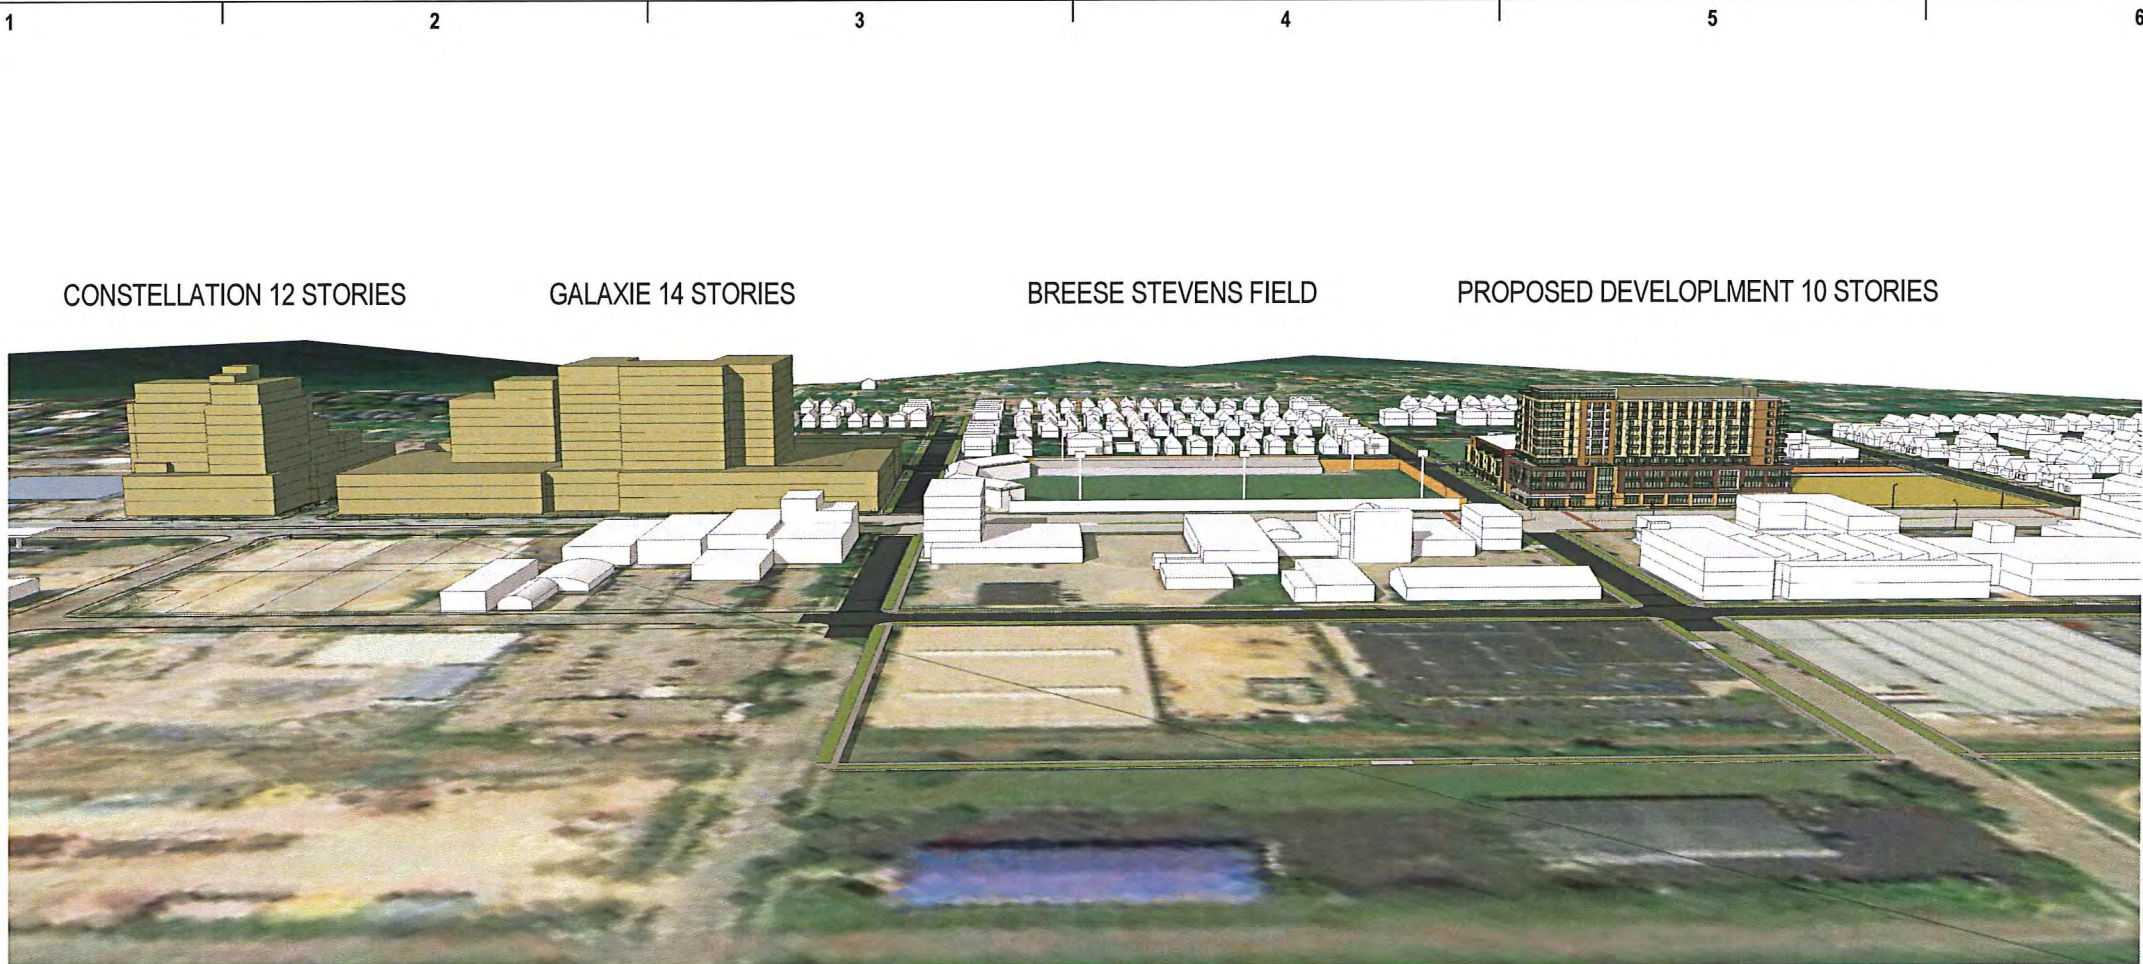 1 2 3 4 5 6
CONSTELLATION 12 STORIES
GALAXIE 14 STORIES
BREESE STEVENS FIELD
PROPOSED DEVELOPLMENT 10 STORIES